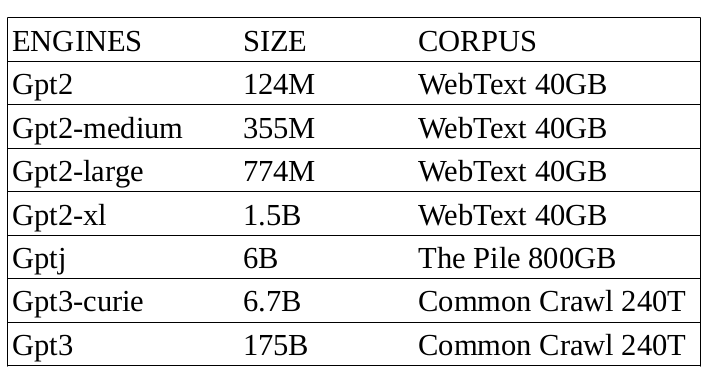 ENGINES SIZE CORPUS
Gpt2 124M WebText 40GB
Gpt2-medium 355M WebText 40GB
Gpt2-large 774M WebText 40GB
Gpt2-xl 1.5B WebText 40GB
Gptj 6B The Pile 800GB
Gpt3-curie 6.7B Common Crawl 240T
Gpt3 175B Common Crawl 240T